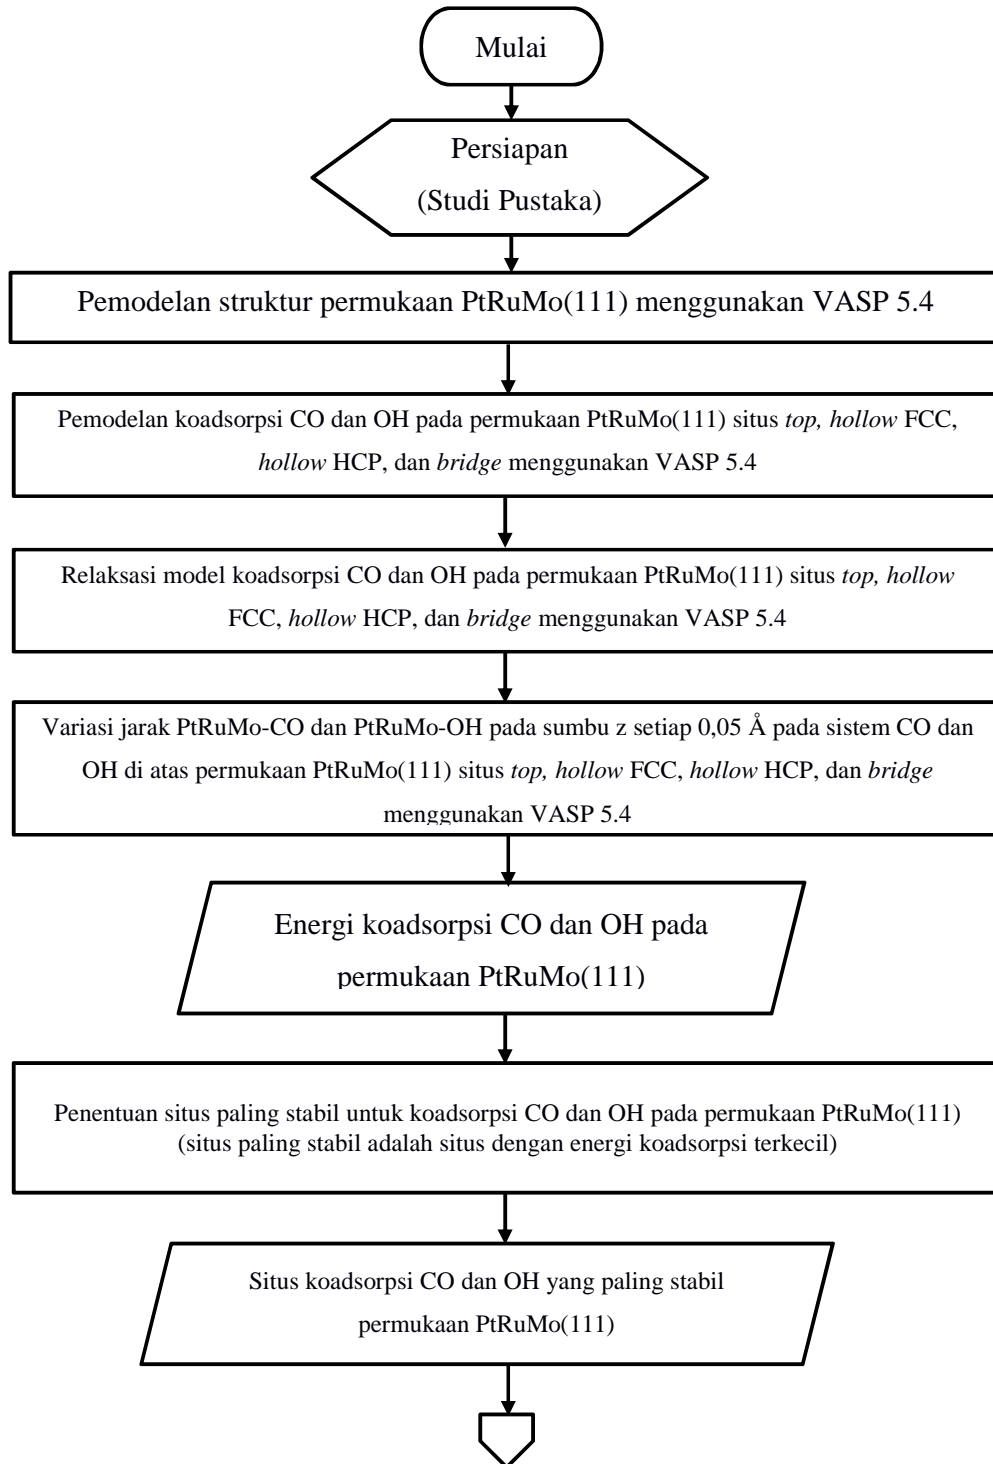 Mulai
Persiapan
(Studi Pustaka)
Pemodelan struktur permukaan PtRuMo(111) menggunakan VASP 5.4
Pemodelan koadsorpsi CO dan OH pada permukaan PtRuMo(111) situs top, hollow FCC,
hollow HCP, dan bridge menggunakan VASP 5.4
Relaksasi model koadsorpsi CO dan OH pada permukaan PtRuMo(111) situs top, hollow
FCC, hollow HCP, dan bridge menggunakan VASP 5.4
Variasi jarak PtRuMo-CO dan PtRuMo-OH pada sumbu z setiap 0,05 Å pada sistem CO dan
OH di atas permukaan PtRuMo(111) situs top, hollow FCC, hollow HCP, dan bridge
menggunakan VASP 5.4
Energi koadsorpsi CO dan OH pada
permukaan PtRuMo(111)
Penentuan situs paling stabil untuk koadsorpsi CO dan OH pada permukaan PtRuMo(111)
(situs paling stabil adalah situs dengan energi koadsorpsi terkecil)
Situs koadsorpsi CO dan OH yang paling stabil
permukaan PtRuMo(111)